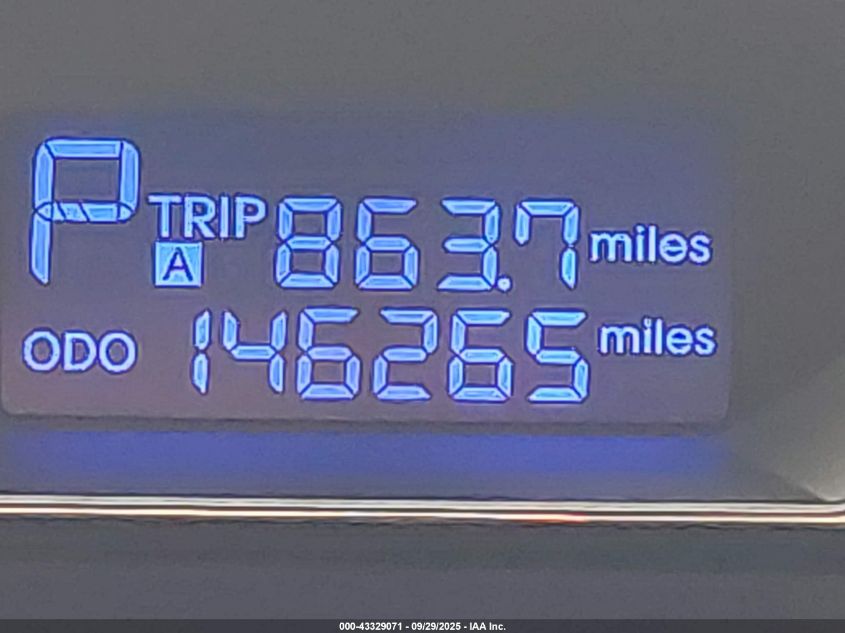 P TRIP A 863.7 miles
ODO 146265 miles
000-43329071 - 09/29/2025 - IAA Inc.